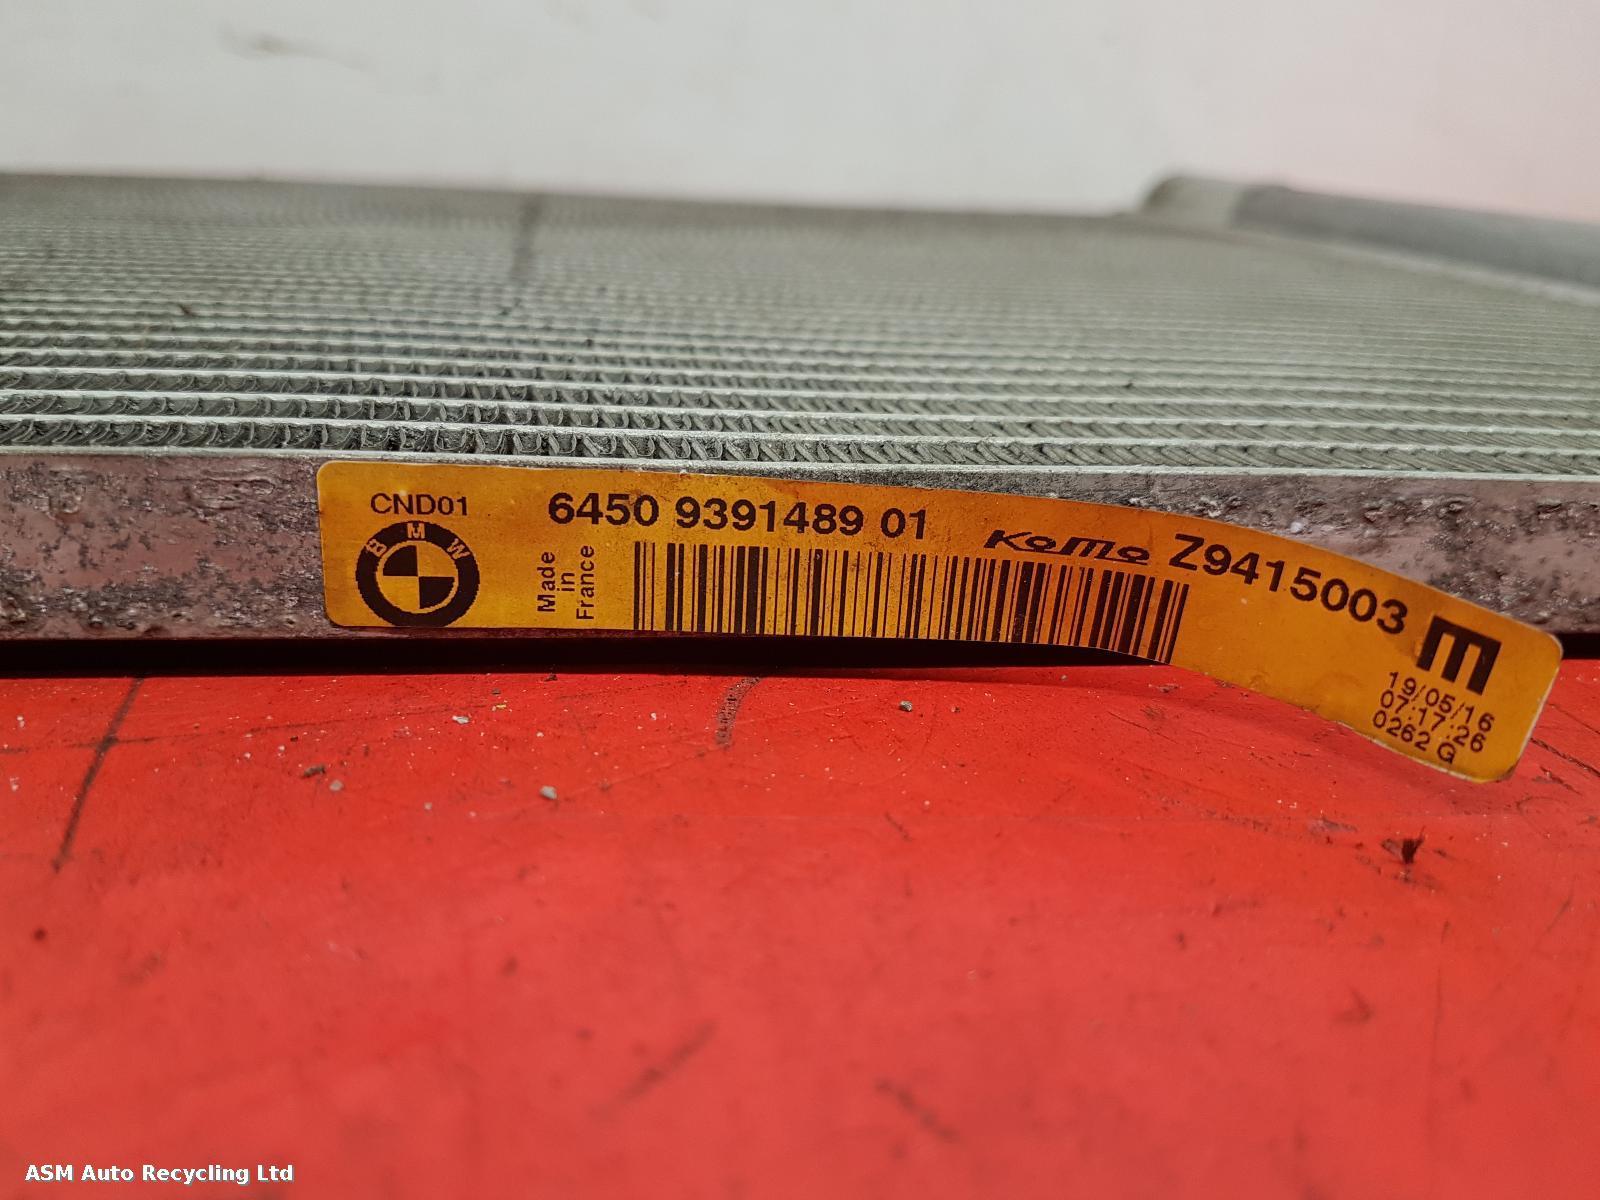 CND01
BMW
Made
in
France
6450 9391489 01
KoMo Z9415003
19/05/16
07:17:26
0262 G
ASM Auto Recycling Ltd